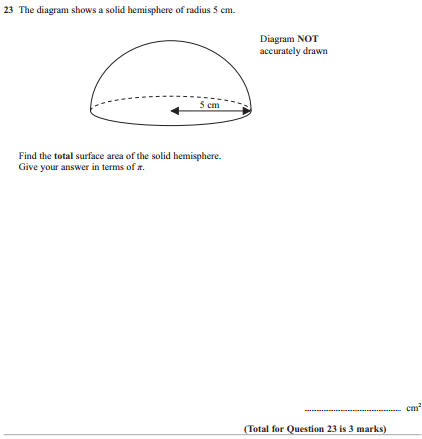 23 The diagram shows a solid hemisphere of radius 5 cm.
Diagram NOT
accurately drawn
5 cm
Find the total surface area of the solid hemisphere.
Give your answer in terms of π.
.......................................... cm²
(Total for Question 23 is 3 marks)